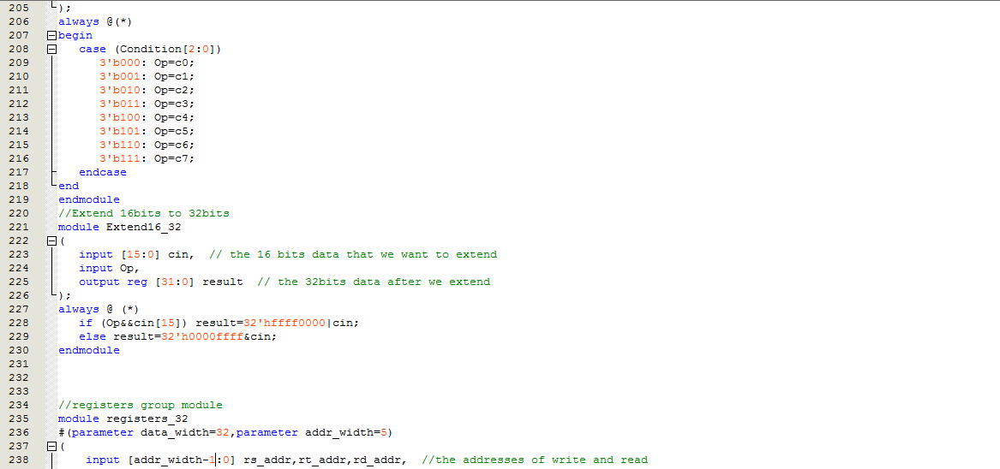 205 );
206 always @(*)
207 begin
208 case (Condition[2:0])
209 3'b000: Op=c0;
210 3'b001: Op=c1;
211 3'b010: Op=c2;
212 3'b011: Op=c3;
213 3'b100: Op=c4;
214 3'b101: Op=c5;
215 3'b110: Op=c6;
216 3'b111: Op=c7;
217 endcase
218 end
219 endmodule
220 //Extend 16bits to 32bits
221 module Extend16_32
222 (
223 input [15:0] cin, // the 16 bits data that we want to extend
224 input Op,
225 output reg [31:0] result // the 32bits data after we extend
226 );
227 always @ (*)
228 if (Op&&cin[15]) result=32'hffff0000|cin;
229 else result=32'h0000ffff&cin;
230 endmodule
231
232
233
234 //registers group module
235 module registers_32
236 #(parameter data_width=32,parameter addr_width=5)
237 (
238 input [addr_width-1:0] rs_addr,rt_addr,rd_addr, //the addresses of write and read